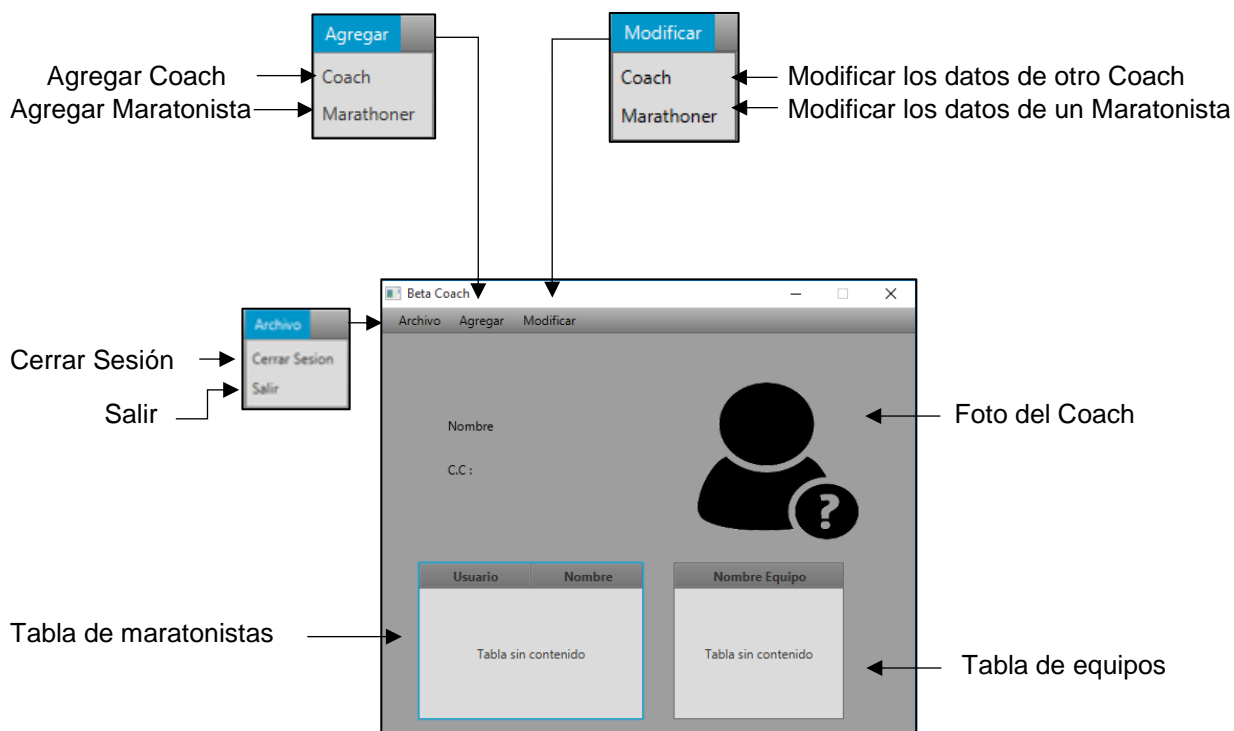 Agregar
Coach
Marathoner
Agregar Coach
Agregar Maratonista
Modificar
Coach
Marathoner
Modificar los datos de otro Coach
Modificar los datos de un Maratonista
Archivo
Cerrar Sesion
Salir
Cerrar Sesión
Salir
Beta Coach
Archivo Agregar Modificar
Nombre
C.C :
?
Foto del Coach
Usuario Nombre
Tabla sin contenido
Nombre Equipo
Tabla sin contenido
Tabla de maratonistas
Tabla de equipos